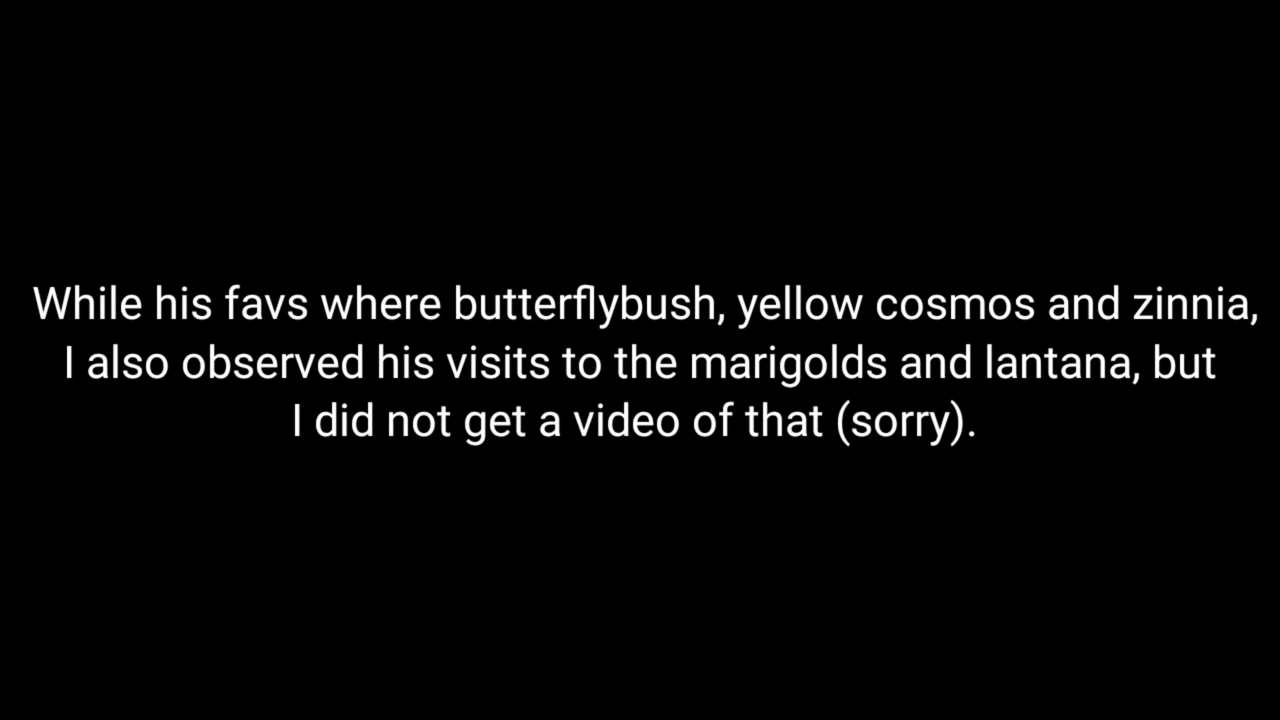 While his favs where butterflybush, yellow cosmos and zinnia,
I also observed his visits to the marigolds and lantana, but
I did not get a video of that (sorry).